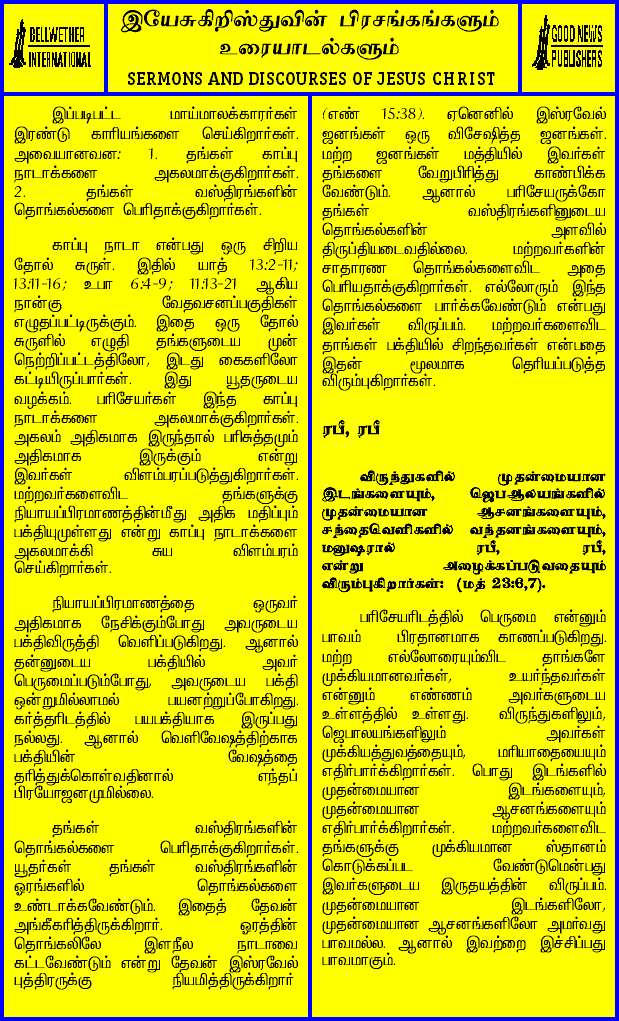 BELLWETHER
INTERNATIONAL
இயேசுகிறிஸ்துவின் பிரசங்கங்களும்
உரையாடல்களும்
SERMONS AND DISCOURSES OF JESUS CHRIST
GOOD NEWS
PUBLISHERS
இப்படிபட்ட மாய்மாலக்காரர்கள்
இரண்டு காரியங்களை செய்கிறார்கள்.
அவையானவன: 1. தங்கள் காப்பு
நாடாக்களை அகலமாக்குகிறார்கள்.
2. தங்கள் வஸ்திரங்களின்
தொங்கல்களை பெரிதாக்குகிறார்கள்.
காப்பு நாடா என்பது ஒரு சிறிய
தோல் சுருள். இதில் யாத் 13:2-11;
13:11-16; உபா 6:4-9; 11:13-21 ஆகிய
நான்கு வேதவசனப்பகுதிகள்
எழுதப்பட்டிருக்கும். இதை ஒரு தோல்
சுருளில் எழுதி தங்களுடைய முன்
நெற்றிப்பட்டத்திலோ, இடது கைகளிலோ
கட்டியிருப்பார்கள். இது யூதருடைய
வழக்கம். பரிசேயர்கள் இந்த காப்பு
நாடாக்களை அகலமாக்குகிறார்கள்.
அகலம் அதிகமாக இருந்தால் பரிசுத்தமும்
அதிகமாக இருக்கும் என்று
இவர்கள் விளம்பரப்படுத்துகிறார்கள்.
மற்றவர்களைவிட தங்களுக்கு
நியாயப்பிரமாணத்தின்மீது அதிக மதிப்பும்
பக்தியுமுள்ளது என்று காப்பு நாடாக்களை
அகலமாக்கி சுய விளம்பரம்
செய்கிறார்கள்.
நியாயப்பிரமாணத்தை ஒருவர்
அதிகமாக நேசிக்கும்போது அவருடைய
பக்திவிருத்தி வெளிப்படுகிறது. ஆனால்
தன்னுடைய பக்தியில் அவர்
பெருமைப்படும்போது, அவருடைய பக்தி
ஒன்றுமில்லாமல் பயனற்றுப்போகிறது.
கர்த்தரிடத்தில் பயபக்தியாக இருப்பது
நல்லது. ஆனால் வெளிவேஷத்திற்காக
பக்தியின் வேஷத்தை
தரித்துக்கொள்வதினால் எந்தப்
பிரயோஜனமுமில்லை.
தங்கள் வஸ்திரங்களின்
தொங்கல்களை பெரிதாக்குகிறார்கள்.
யூதர்கள் தங்கள் வஸ்திரங்களின்
ஓரங்களில் தொங்கல்களை
உண்டாக்கவேண்டும். இதைத் தேவன்
அங்கீகரித்திருக்கிறார். ஓரத்தின்
தொங்கலிலே இளநீல நாடாவை
கட்டவேண்டும் என்று தேவன் இஸ்ரவேல்
புத்திரருக்கு நியமித்திருக்கிறார்
(எண் 15:38). ஏனெனில் இஸ்ரவேல்
ஜனங்கள் ஒரு விசேஷித்த ஜனங்கள்.
மற்ற ஜனங்கள் மத்தியில் இவர்கள்
தங்களை வேறுபிரித்து காண்பிக்க
வேண்டும். ஆனால் பரிசேயருக்கோ
தங்கள் வஸ்திரங்களினுடைய
தொங்கல்களின் அளவில்
திருப்தியடைவதில்லை. மற்றவர்களின்
சாதாரண தொங்கல்களைவிட அதை
பெரியதாக்குகிறார்கள். எல்லோரும் இந்த
தொங்கல்களை பார்க்கவேண்டும் என்பது
இவர்கள் விருப்பம். மற்றவர்களைவிட
தாங்கள் பக்தியில் சிறந்தவர்கள் என்பதை
இதன் மூலமாக தெரியப்படுத்த
விரும்புகிறார்கள்.
ரபீ, ரபீ
விருந்துகளில் முதன்மையான
இடங்களையும், ஜெபஆலயங்களில்
முதன்மையான ஆசனங்களையும்,
சந்தைவெளிகளில் வந்தனங்களையும்,
மனுஷரால் ரபீ, ரபீ,
என்று அழைக்கப்படுவதையும்
விரும்புகிறார்கள்: (மத் 23:6,7).
பரிசேயரிடத்தில் பெருமை என்னும்
பாவம் பிரதானமாக காணப்படுகிறது.
மற்ற எல்லோரையும்விட தாங்களே
முக்கியமானவர்கள், உயர்ந்தவர்கள்
என்னும் எண்ணம் அவர்களுடைய
உள்ளத்தில் உள்ளது. விருந்துகளிலும்,
ஜெபாலயங்களிலும் அவர்கள்
முக்கியத்துவத்தையும், மரியாதையையும்
எதிர்பார்க்கிறார்கள். பொது இடங்களில்
முதன்மையான இடங்களையும்,
முதன்மையான ஆசனங்களையும்
எதிர்பார்க்கிறார்கள். மற்றவர்களைவிட
தங்களுக்கு முக்கியமான ஸ்தானம்
கொடுக்கப்பட வேண்டுமென்பது
இவர்களுடைய இருதயத்தின் விருப்பம்.
முதன்மையான இடங்களிலோ,
முதன்மையான ஆசனங்களிலோ அமர்வது
பாவமல்ல. ஆனால் இவற்றை இச்சிப்பது
பாவமாகும்.